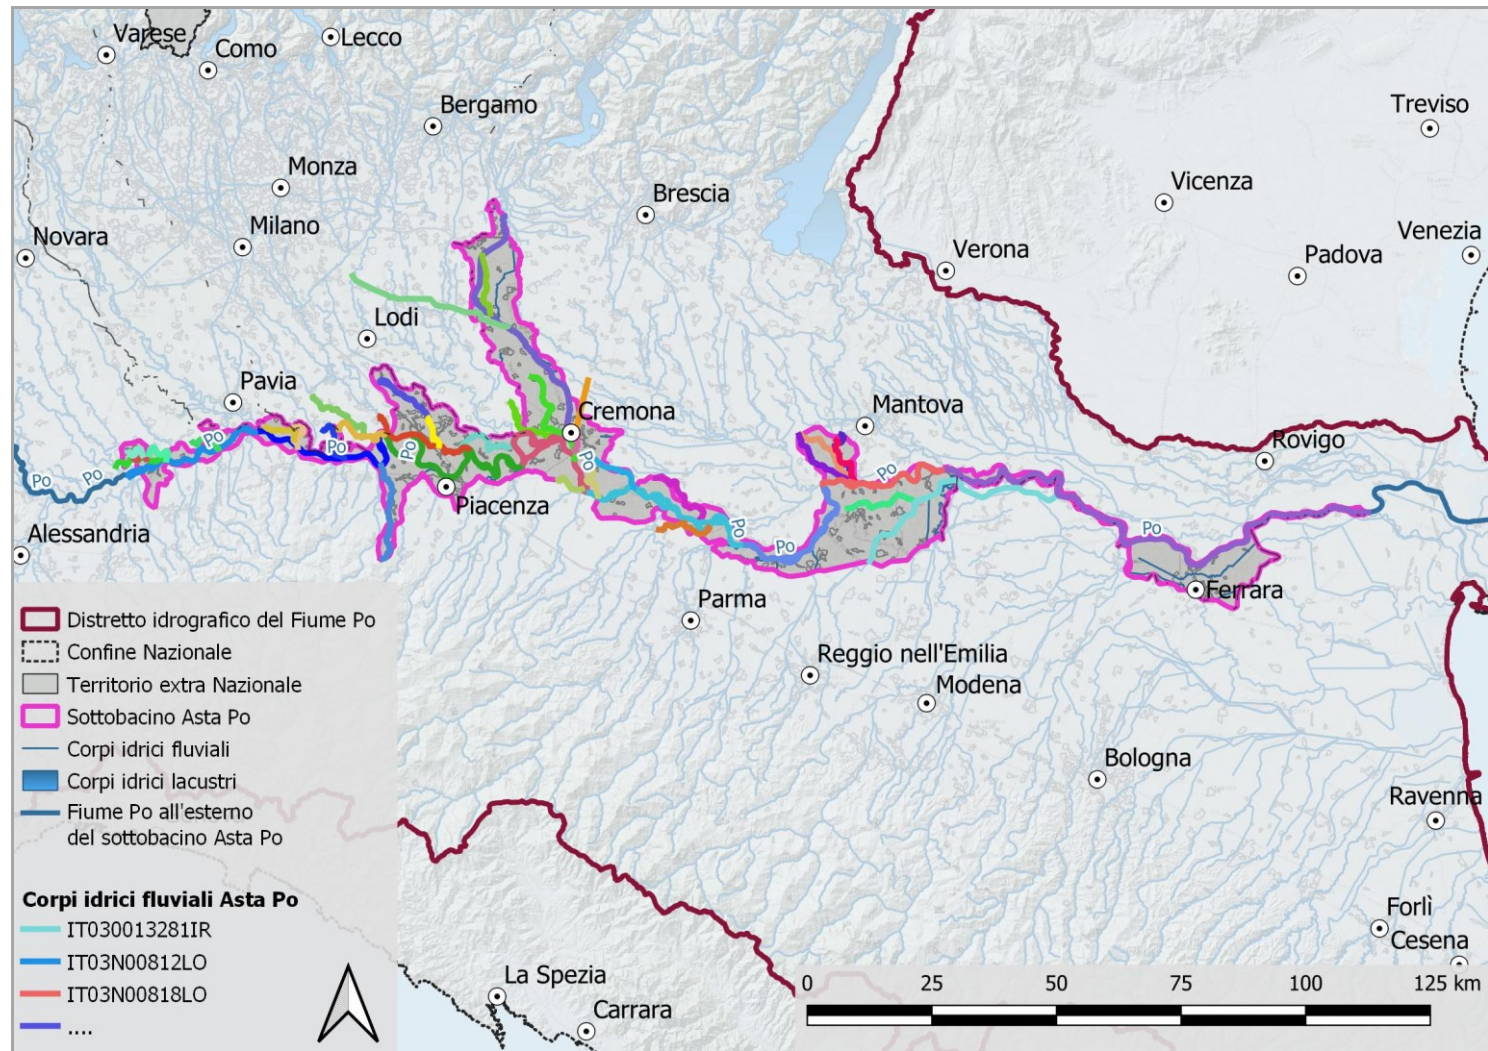 Varese
Como
Lecco
Bergamo
Treviso
Monza
Brescia
Vicenza
Novara
Milano
Verona
Padova
Venezia
Lodi
Pavia
Cremona
Mantova
Rovigo
Po
Po
Po
Po
Po
Po
Po
Po
Po
Po
Po
Alessandria
Piacenza
Ferrara
Parma
Reggio nell'Emilia
Modena
Bologna
Ravenna
Forlì
Cesena
La Spezia
Carrara
Distretto idrografico del Fiume Po
Confine Nazionale
Territorio extra Nazionale
Sottobacino Asta Po
Corpi idrici fluviali
Corpi idrici lacustri
Fiume Po all'esterno
del sottobacino Asta Po
Corpi idrici fluviali Asta Po
IT030013281IR
IT03N00812LO
IT03N00818LO
....
0 25 50 75 100 125 km